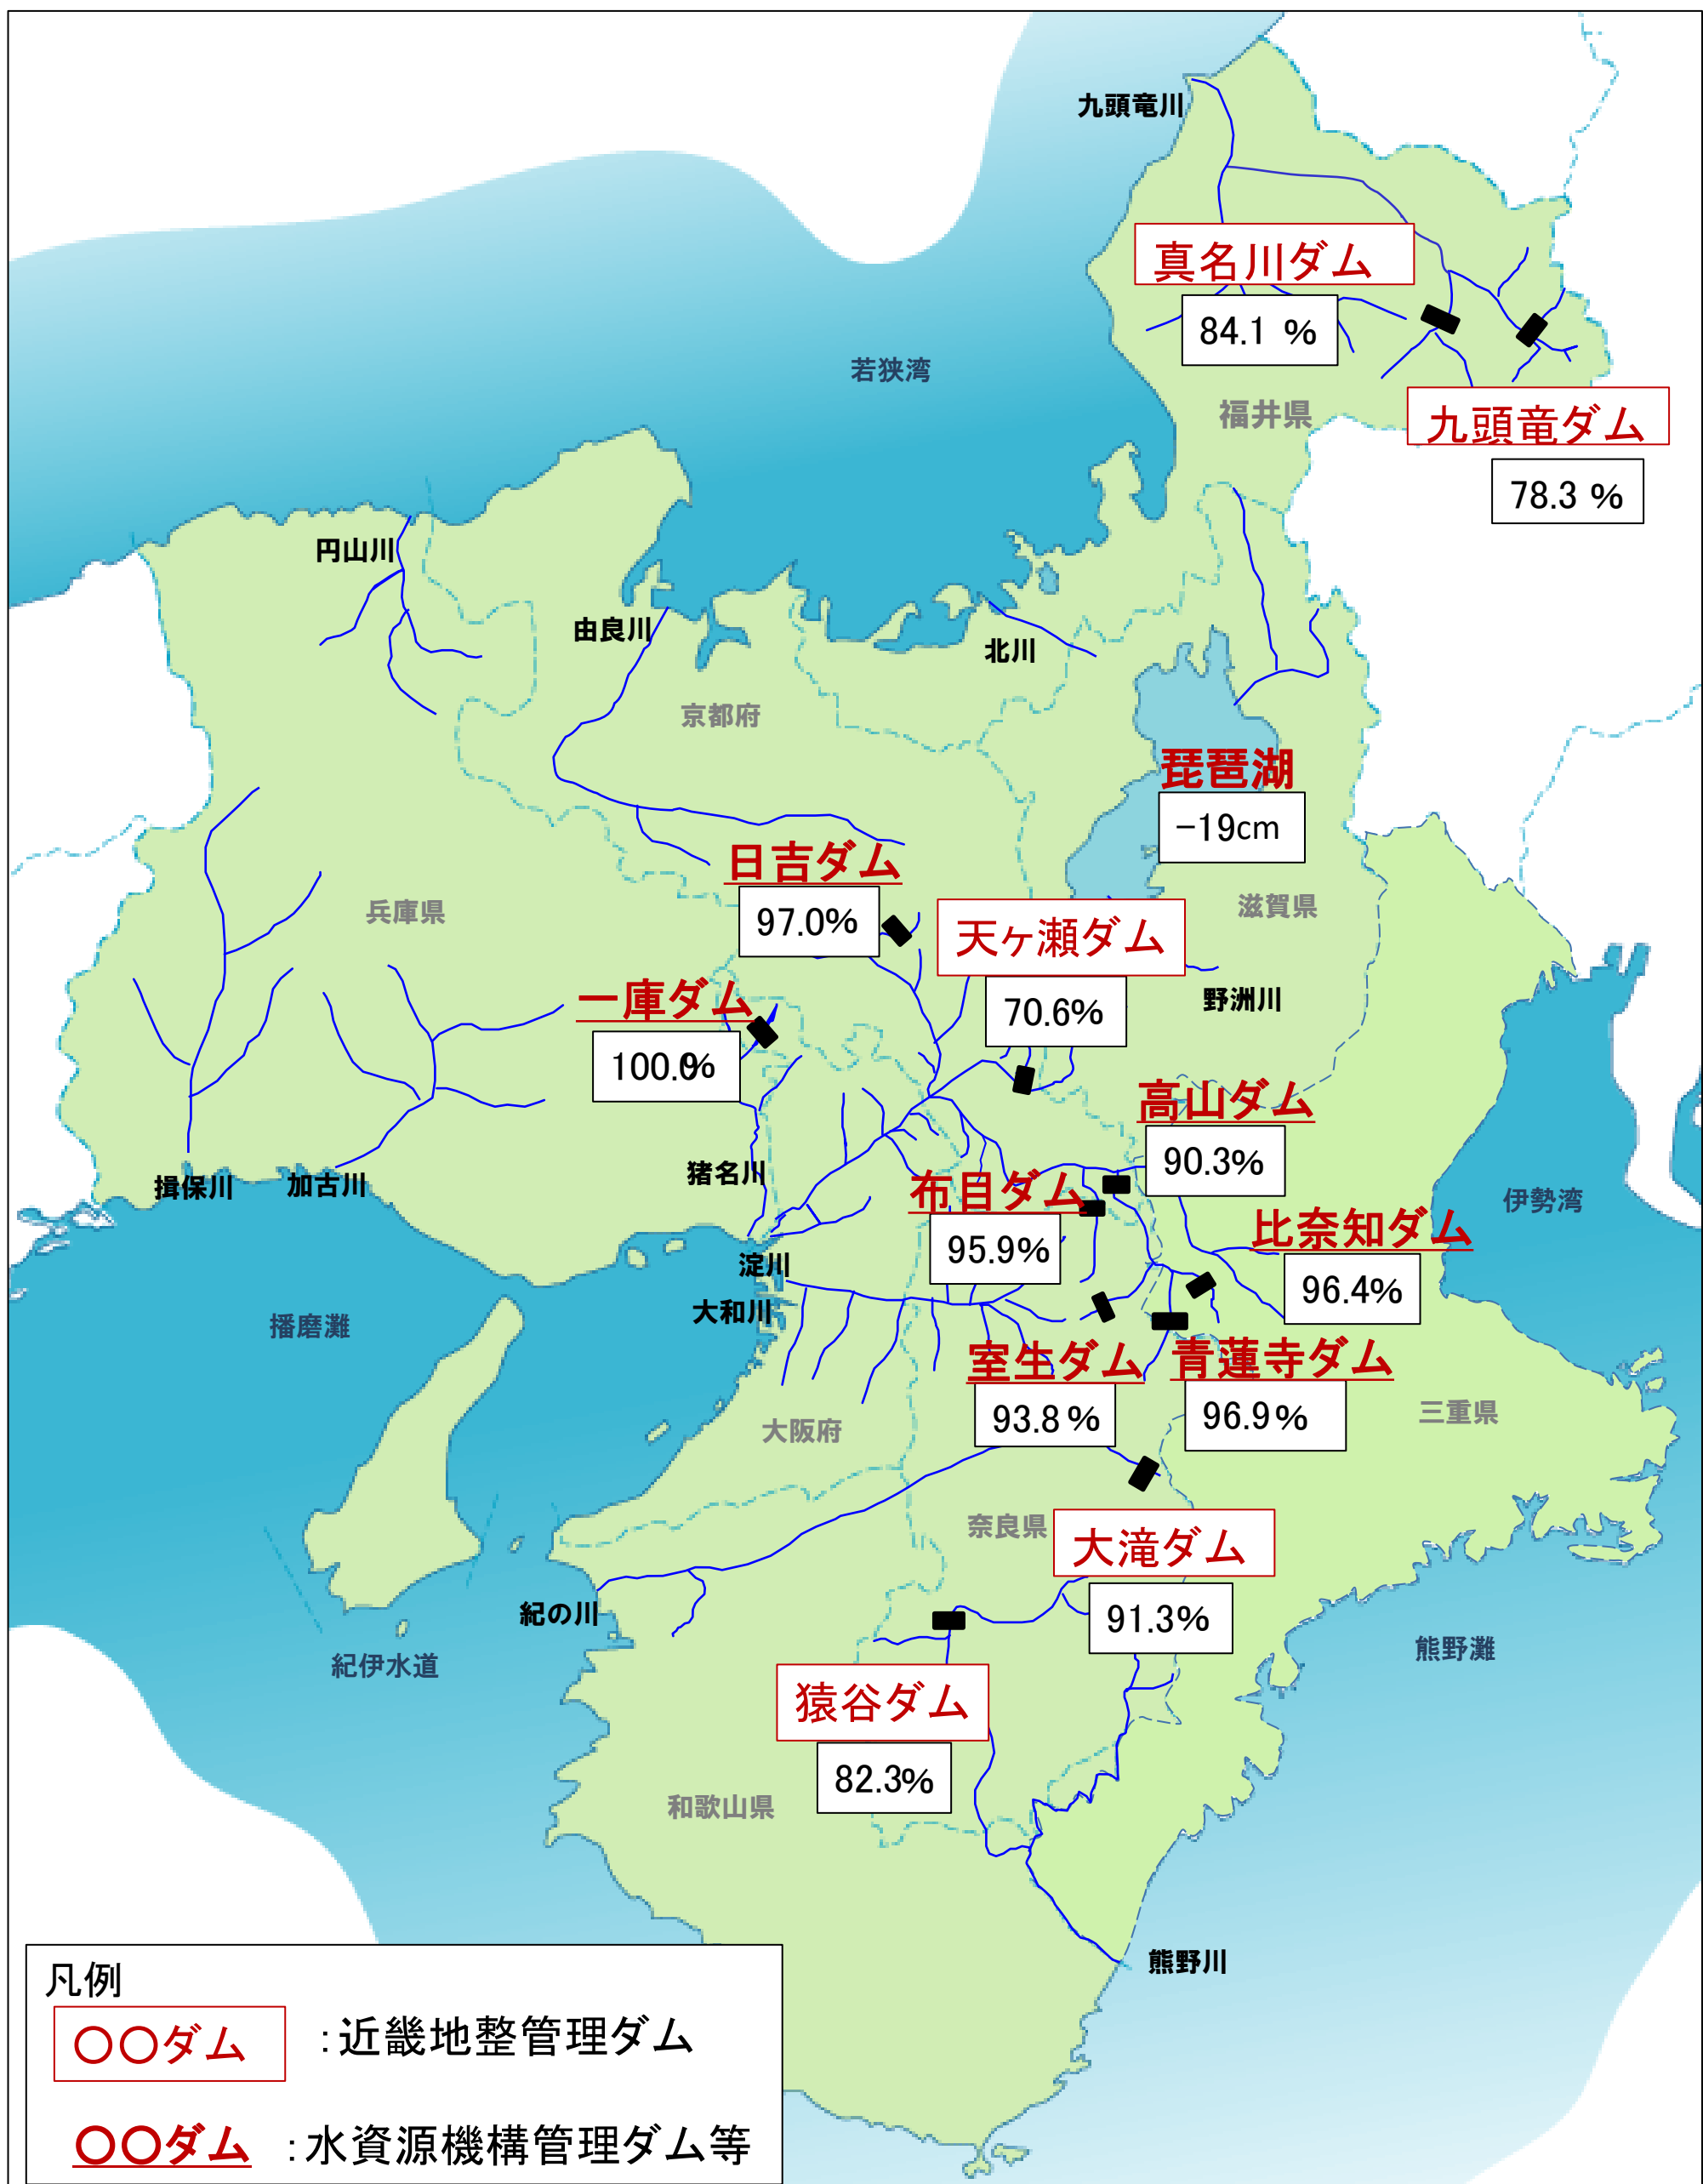 九頭竜川
真名川ダム
84.1 %
若狭湾
福井県
九頭竜ダム
78.3 %
円山川
由良川
北川
京都府
琵琶湖
−19cm
日吉ダム
97.0%
兵庫県
天ヶ瀬ダム
70.6%
滋賀県
野洲川
一庫ダム
100.0%
高山ダム
90.3%
猪名川
揖保川
加古川
布目ダム
95.9%
伊勢湾
比奈知ダム
96.4%
淀川
大和川
播磨灘
室生ダム
93.8 %
青蓮寺ダム
96.9 %
三重県
大阪府
奈良県
大滝ダム
91.3%
紀の川
紀伊水道
熊野灘
猿谷ダム
82.3%
和歌山県
熊野川
凡例
〇〇ダム :近畿地整管理ダム
〇〇ダム :水資源機構管理ダム等